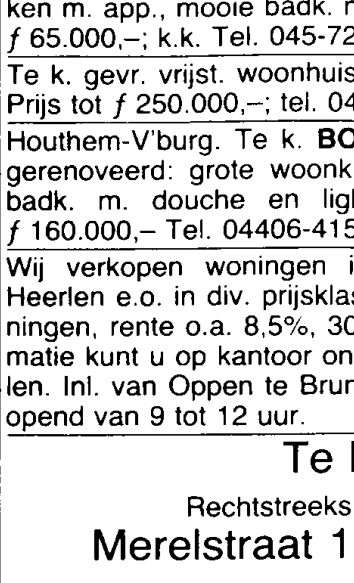 ken m. app., mooie badk.
ƒ 65.000,–; k.k. Tel. 045-72
Te k. gevr. vrijst. woonhuis
Prijs tot ƒ 250.000,–; tel. 04
Houthem-V'burg. Te k. BO
gerenoveerd: grote woonk
badk. m. douche en lig
ƒ 160.000,– Tel. 04406-415
Wij verkopen woningen i
Heerlen e.o. in div. prijskla
ningen, rente o.a. 8,5%, 30
matie kunt u op kantoor on
len. Inl. van Oppen te Brun
opend van 9 tot 12 uur.
Te
Rechtstreeks
Merelstraat 1